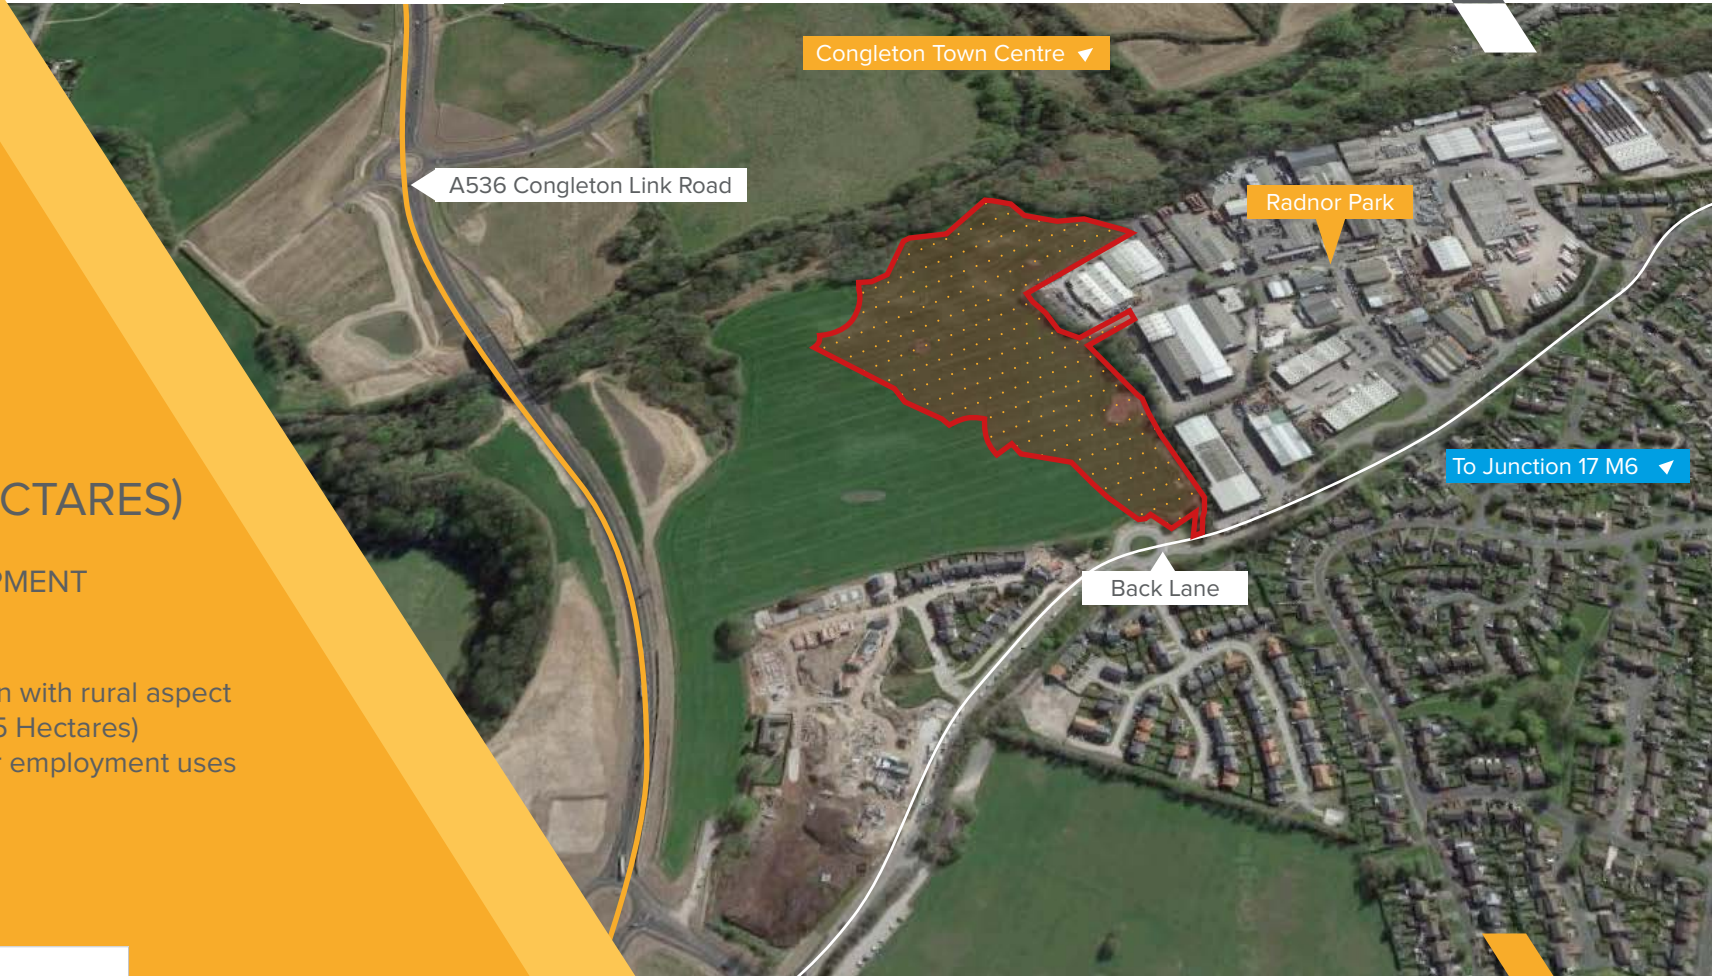 Congleton Town Centre
A536 Congleton Link Road
Radnor Park
To Junction 17 M6
CTARES)
PMENT
Back Lane
n with rural aspect
5 Hectares)
r employment uses